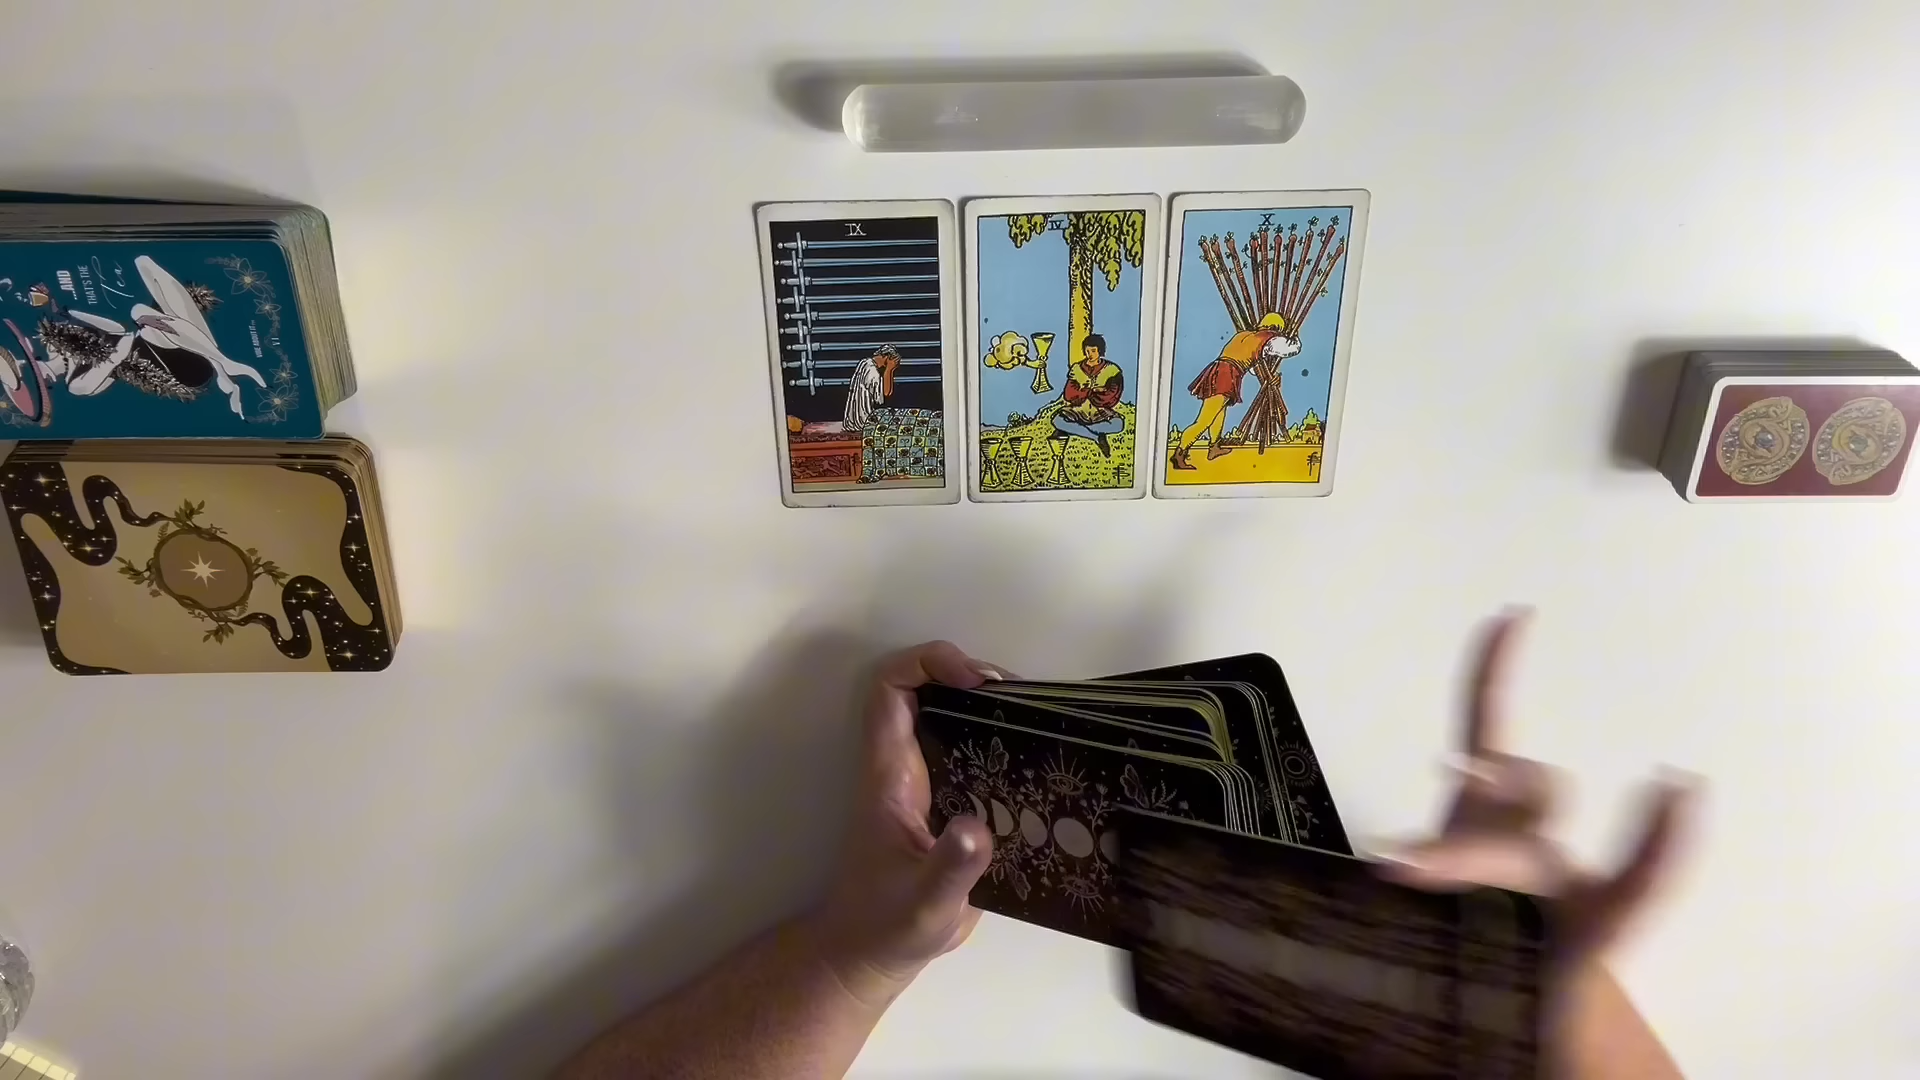 IX
IV
X
...AND
THAT'S THE
Tea